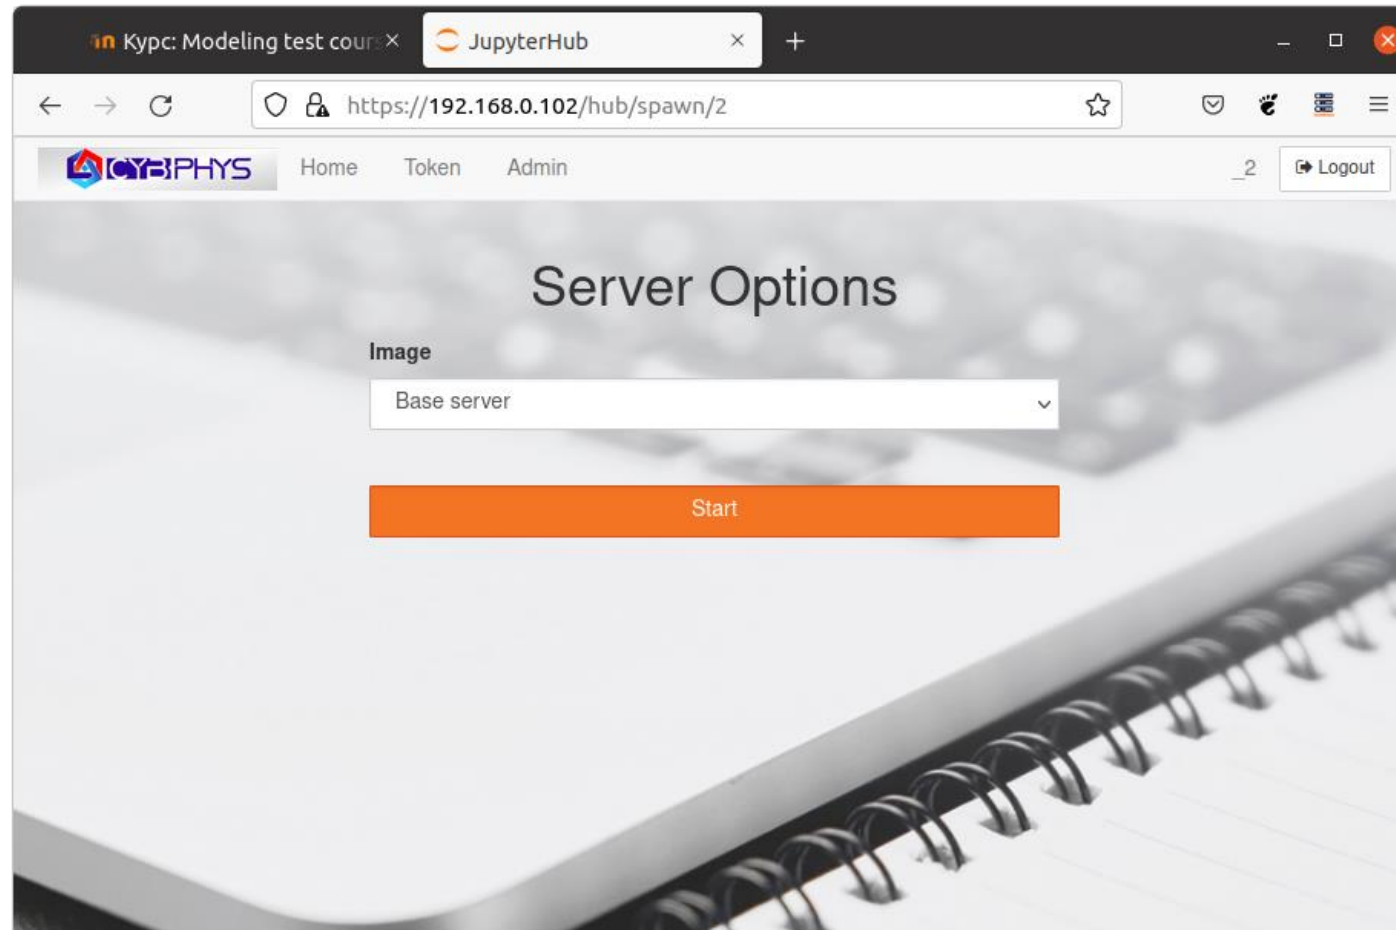 Kypc: Modeling test cour
JupyterHub
https://192.168.0.102/hub/spawn/2
CYBPHYS
Home
Token
Admin
_2
Logout
Server Options
Image
Base server
Start